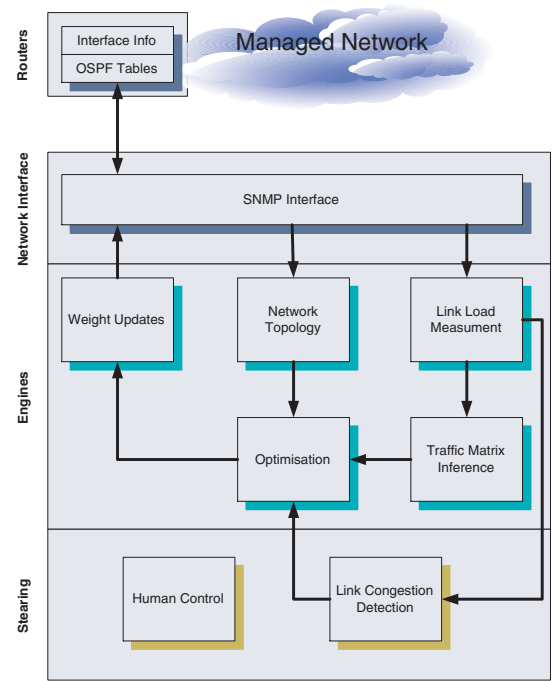 Routers
Interface Info
OSPF Tables
Managed Network
Network Interface
SNMP Interface
Engines
Weight Updates
Network
Topology
Link Load
Measument
Optimisation
Traffic Matrix
Inference
Stearing
Human Control
Link Congestion
Detection